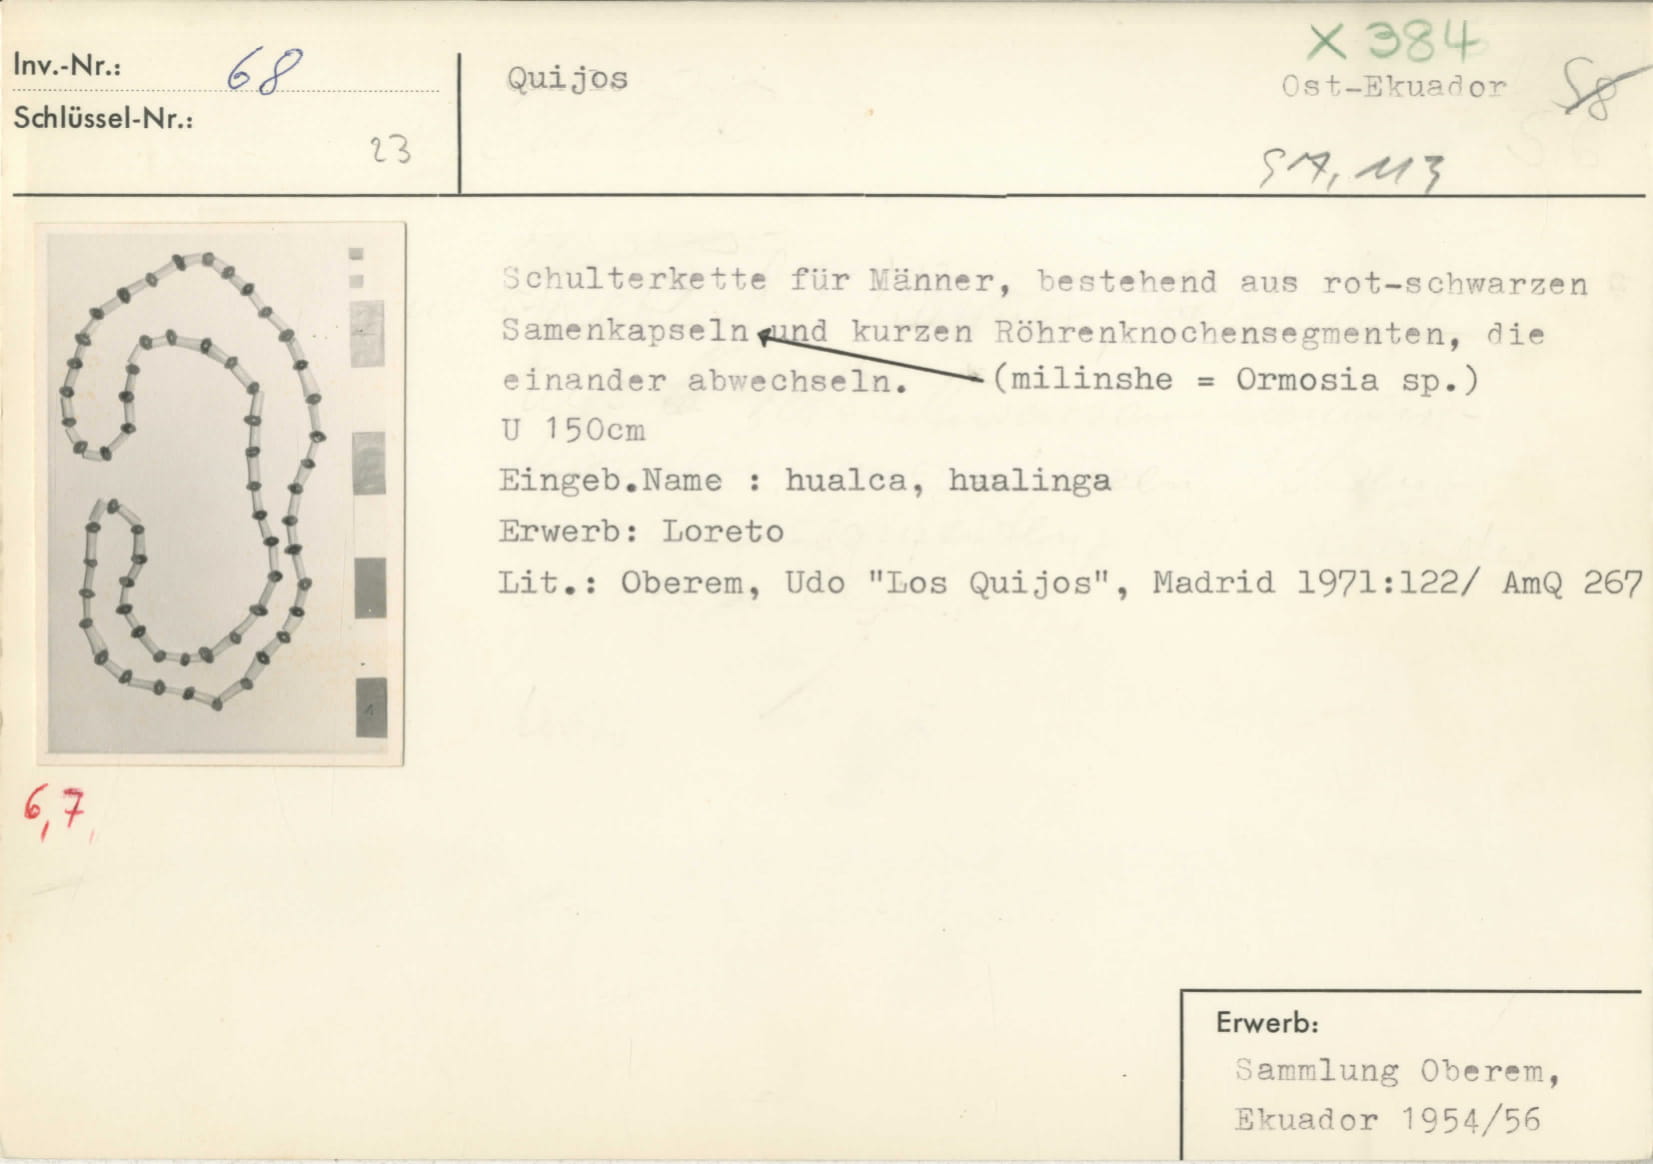 Inv.-Nr.: 68
Schlüssel-Nr.:
23
Quijos
X 384
Ost-Ekuador 58
113
Schulterkette für Männer, bestehend aus rot-schwarzen
Samenkapseln und kurzen Röhrenknochensegmenten, die
einander abwechseln. (milinshe = Ormosia sp.)
U 150cm
Eingeb.Name : hualca, hualinga
Erwerb: Loreto
Lit.: Oberem, Udo "Los Quijos", Madrid 1971:122/ AmQ 267
6,7,
Erwerb:
Sammlung Oberem,
Ekuador 1954/56